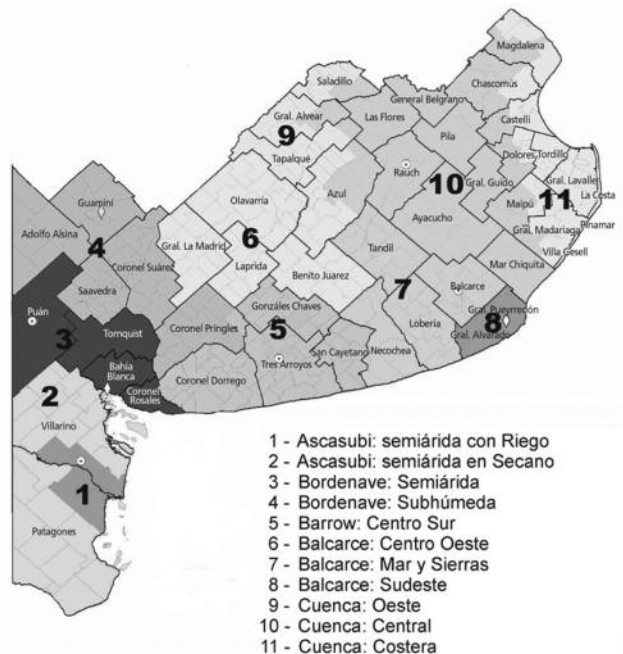 Magdalena
Saladillo
Chascomús
General Belgrano
Gral. Alvear
Las Flores
Castelli
9
Pila
Tapalqué
Dolores
Tordillo
Rauch
Gral. Lavalle
Guarpiní
Azul
10
Gral. Guido
11
La Costa
Olavarría
Maipú
Adolfo Alsina
Ayacucho
Pinamar
4
6
Gral. Madariaga
Gral. La Madrid
Coronel Suárez
Tandil
Villa Gesell
Laprida
Mar Chiquita
Saavedra
Benito Juarez
Balcarce
7
Puán
Gonzáles Chaves
Gral. Pueyrredón
Tornquist
Coronel Pringles
8
3
5
Lobería
Gral. Alvarado
Bahía
Blanca
San Cayetano
Necochea
Tres Arroyos
2
Coronel
Rosales
Coronel Dorrego
Villarino
1
Patagones
1 - Ascasubi: semiárida con Riego
2 - Ascasubi: semiárida en Secano
3 - Bordenave: Semiárida
4 - Bordenave: Subhúmeda
5 - Barrow: Centro Sur
6 - Balcarce: Centro Oeste
7 - Balcarce: Mar y Sierras
8 - Balcarce: Sudeste
9 - Cuenca: Oeste
10 - Cuenca: Central
11 - Cuenca: Costera